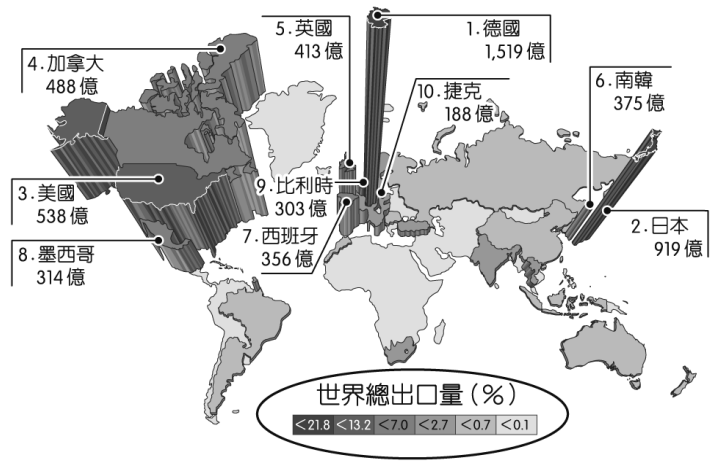 1.德國
1,519億
2.日本
919億
3.美國
538億
4.加拿大
488億
5.英國
413億
6.南韓
375億
7.西班牙
356億
8.墨西哥
314億
9.比利時
303億
10.捷克
188億
世界總出口量(%)
<21.8 <13.2 <7.0 <2.7 <0.7 <0.1